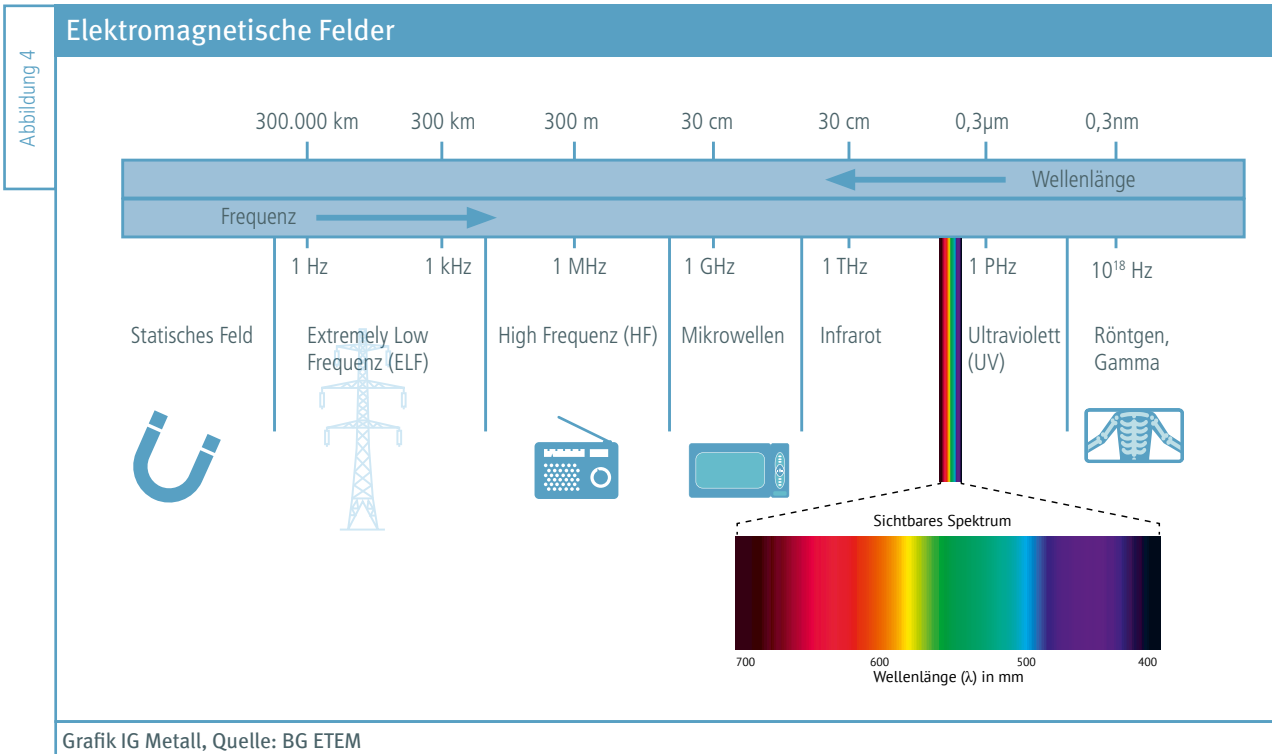 Abbildung 4
Elektromagnetische Felder
300.000 km 300 km 300 m 30 cm 30 cm 0,3µm 0,3nm
Wellenlänge
Frequenz
1 Hz 1 kHz 1 MHz 1 GHz 1 THz 1 PHz 10¹⁸ Hz
Statisches Feld Extremely Low High Frequenz (HF) Mikrowellen Infrarot Ultraviolett Röntgen,
Frequenz (ELF) (UV) Gamma
Sichtbares Spektrum
700 600 500 400
Wellenlänge (λ) in mm
Grafik IG Metall, Quelle: BG ETEM